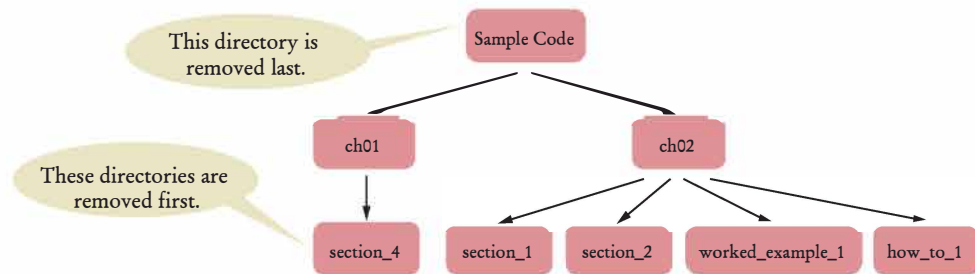 This directory is
removed last.
Sample Code
ch01
ch02
These directories are
removed first.
section_4
section_1
section_2
worked_example_1
how_to_1